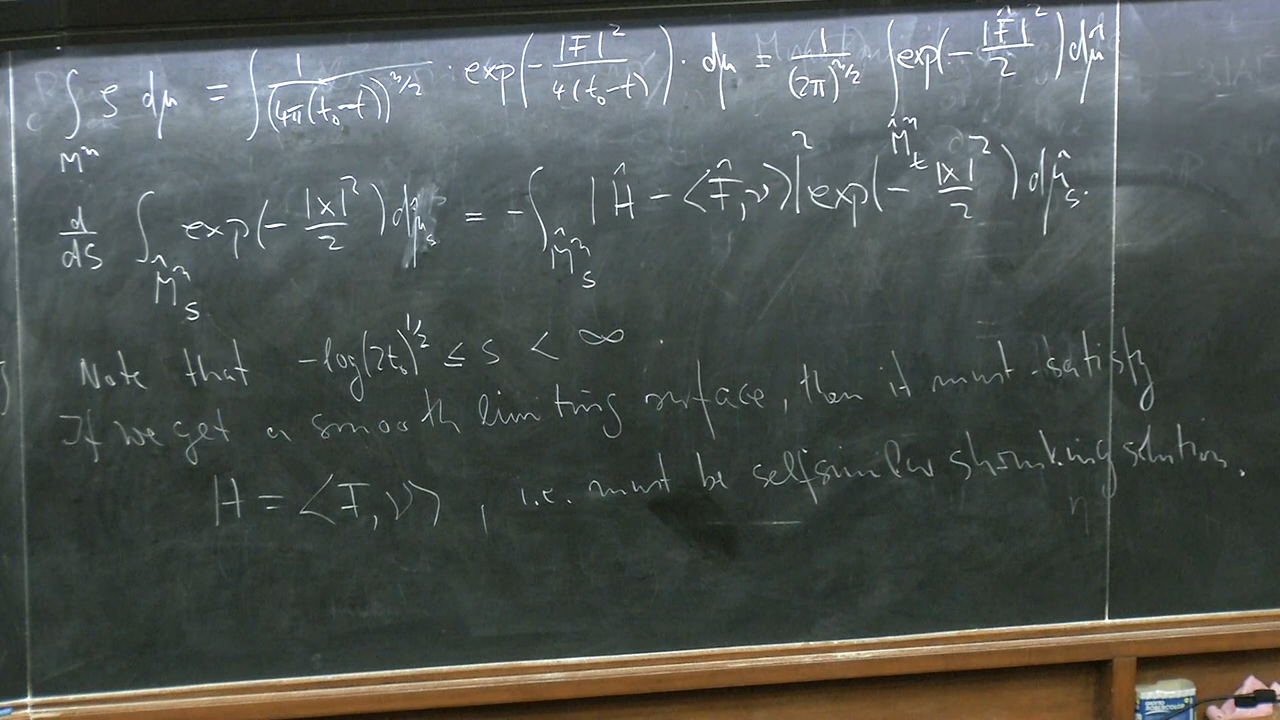 ∫_{Mⁿ} ρ dμ = ∫ 1/(4π(t₀-t))^{n/2} · exp(-|F|²/4(t₀-t)) · dμ = 1/(2π)^{n/2} ∫_{M̂ⁿ_t} exp(-|F̂|²/2) dμ̂
d/ds ∫_{M̂ⁿ_s} exp(-|x|²/2) dμ̂_s = -∫_{M̂ⁿ_s} |Ĥ - ⟨F̂,ν⟩|² exp(-|x|²/2) dμ̂_s.
Note that -log(2t₀)^{1/2} ≤ s < ∞.
If we get a smooth limiting surface, then it must satisfy
H = ⟨F,ν⟩, i.e. must be selfsimilar shrinking solution.